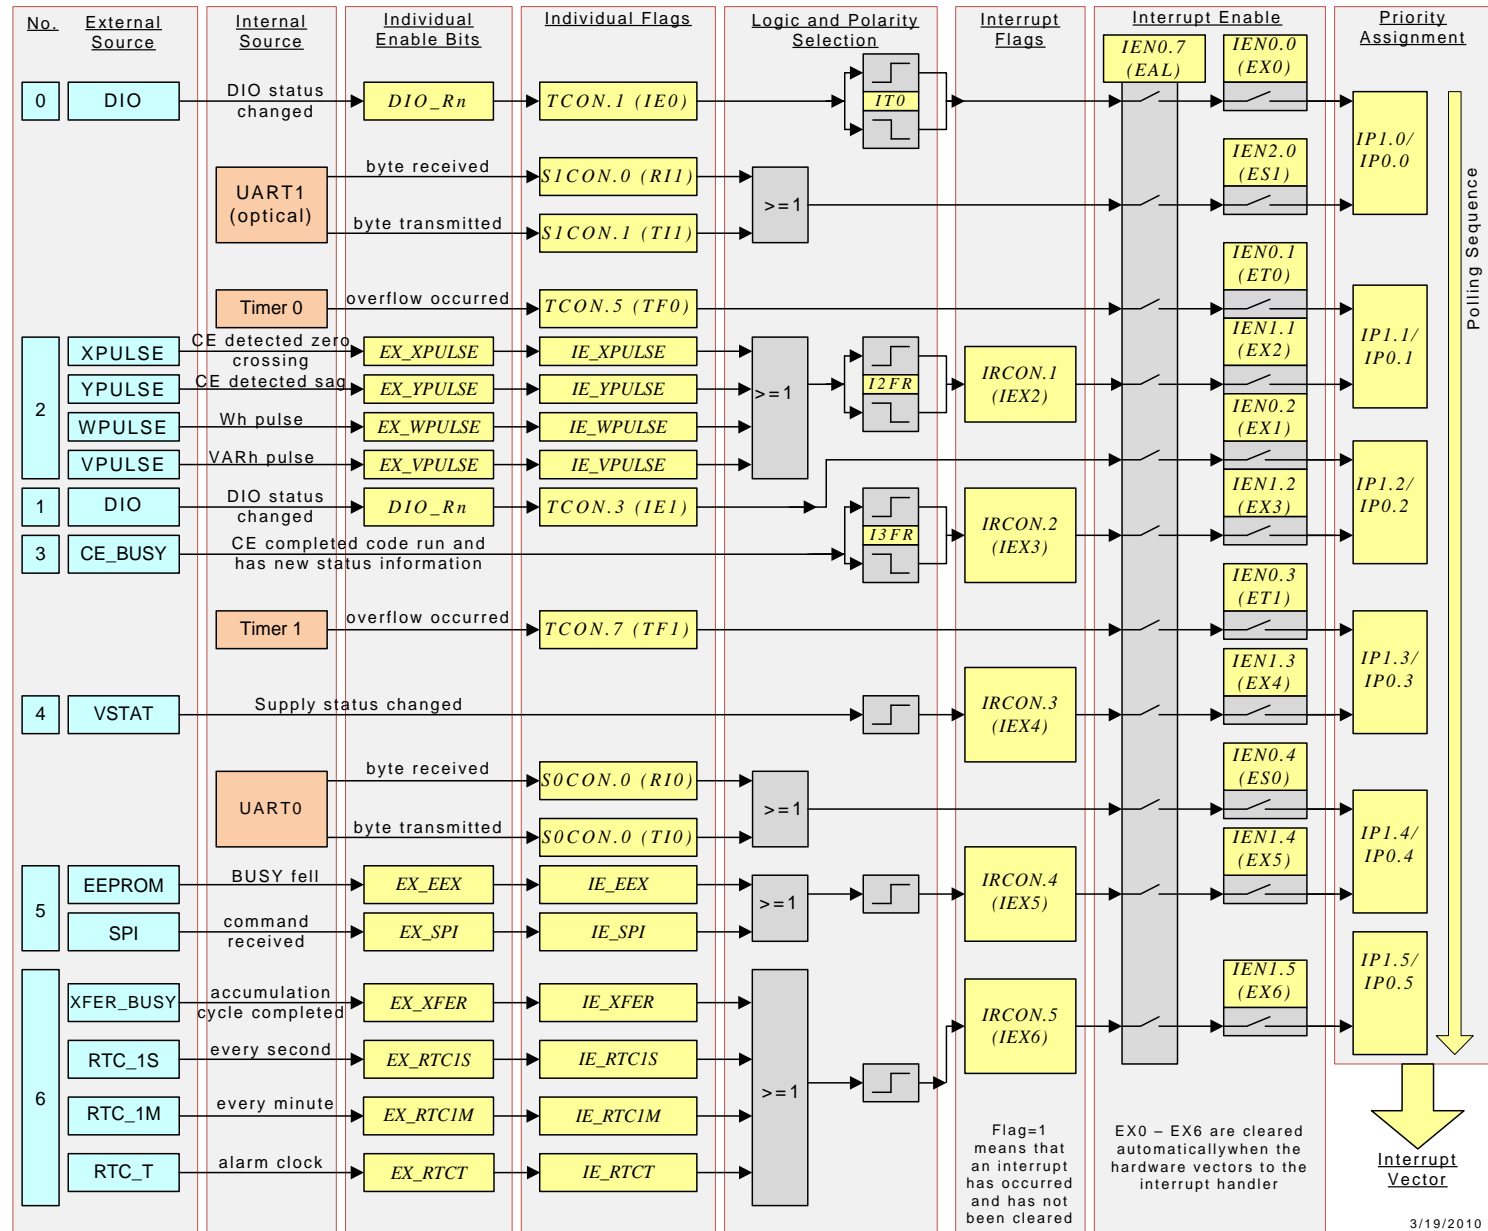 No.
External
Source
Internal
Source
Individual
Enable Bits
Individual Flags
Logic and Polarity
Selection
Interrupt
Flags
Interrupt Enable
Priority
Assignment
IEN0.7
(EAL)
IEN0.0
(EX0)
0
DIO
DIO status
changed
DIO_Rn
TCON.1 (IE0)
IT0
IP1.0/
IP0.0
UART1
(optical)
byte received
S1CON.0 (RI1)
byte transmitted
S1CON.1 (TI1)
>=1
IEN2.0
(ES1)
Timer 0
overflow occurred
TCON.5 (TF0)
IEN0.1
(ET0)
IP1.1/
IP0.1
2
XPULSE
CE detected zero
crossing
EX_XPULSE
IE_XPULSE
YPULSE
CE detected sag
EX_YPULSE
IE_YPULSE
WPULSE
Wh pulse
EX_WPULSE
IE_WPULSE
VPULSE
VARh pulse
EX_VPULSE
IE_VPULSE
>=1
I2FR
IRCON.1
(IEX2)
IEN1.1
(EX2)
1
DIO
DIO status
changed
DIO_Rn
TCON.3 (IE1)
IEN0.2
(EX1)
IP1.2/
IP0.2
3
CE_BUSY
CE completed code run and
has new status information
I3FR
IRCON.2
(IEX3)
IEN1.2
(EX3)
Timer 1
overflow occurred
TCON.7 (TF1)
IEN0.3
(ET1)
IP1.3/
IP0.3
4
VSTAT
Supply status changed
IRCON.3
(IEX4)
IEN1.3
(EX4)
UART0
byte received
S0CON.0 (RI0)
byte transmitted
S0CON.0 (TI0)
>=1
IEN0.4
(ES0)
IP1.4/
IP0.4
5
EEPROM
BUSY fell
EX_EEX
IE_EEX
SPI
command
received
EX_SPI
IE_SPI
>=1
IRCON.4
(IEX5)
IEN1.4
(EX5)
6
XFER_BUSY
accumulation
cycle completed
EX_XFER
IE_XFER
RTC_1S
every second
EX_RTC1S
IE_RTC1S
RTC_1M
every minute
EX_RTC1M
IE_RTC1M
RTC_T
alarm clock
EX_RTCT
IE_RTCT
>=1
IRCON.5
(IEX6)
IEN1.5
(EX6)
IP1.5/
IP0.5
Polling Sequence
Flag=1
means that
an interrupt
has occurred
and has not
been cleared
EX0 – EX6 are cleared
automaticallywhen the
hardware vectors to the
interrupt handler
Interrupt
Vector
3/19/2010